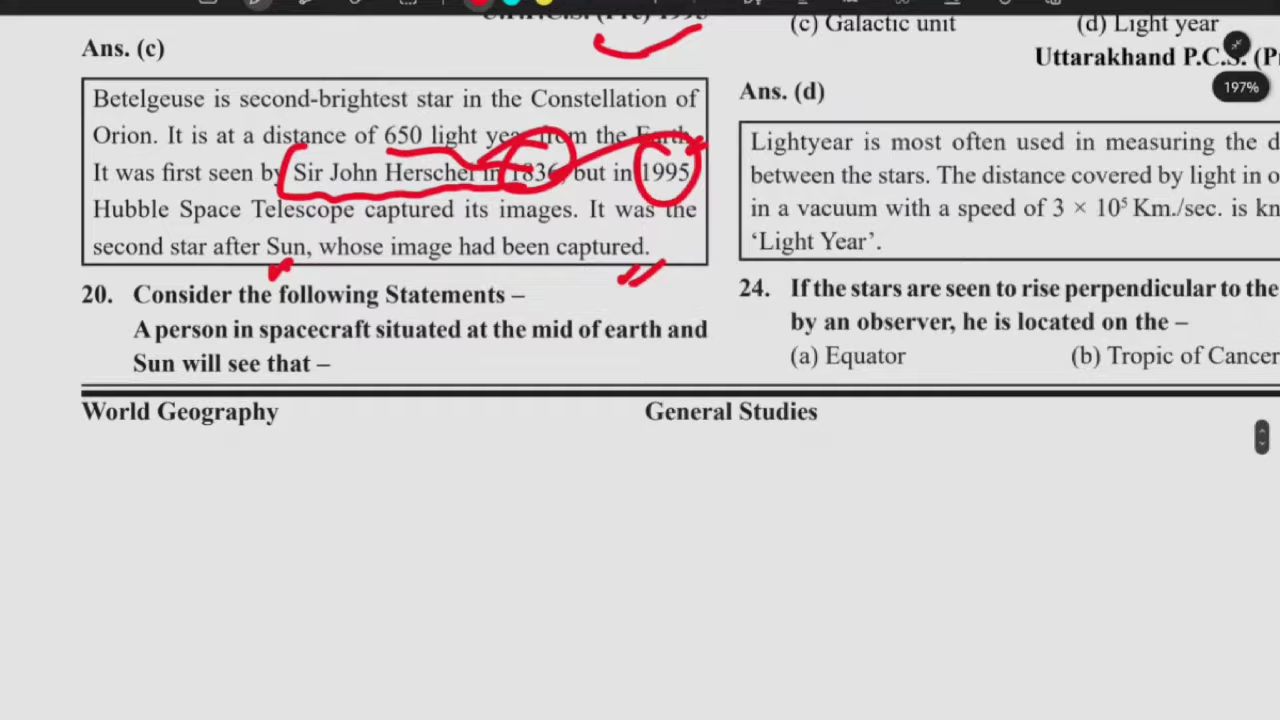 U.P.P.C.S. (Pre) 1995
Ans. (c)
Betelgeuse is second-brightest star in the Constellation of
Orion. It is at a distance of 650 light year from the Earth.
It was first seen by Sir John Herschel in 1836, but in 1995
Hubble Space Telescope captured its images. It was the
second star after Sun, whose image had been captured.
20. Consider the following Statements –
A person in spacecraft situated at the mid of earth and
Sun will see that –
(c) Galactic unit (d) Light year
Uttarakhand P.C.S. (P
197%
Ans. (d)
Lightyear is most often used in measuring the d
between the stars. The distance covered by light in o
in a vacuum with a speed of 3 × 10⁵ Km./sec. is kn
‘Light Year’.
24. If the stars are seen to rise perpendicular to the
by an observer, he is located on the –
(a) Equator (b) Tropic of Cancer
World Geography General Studies